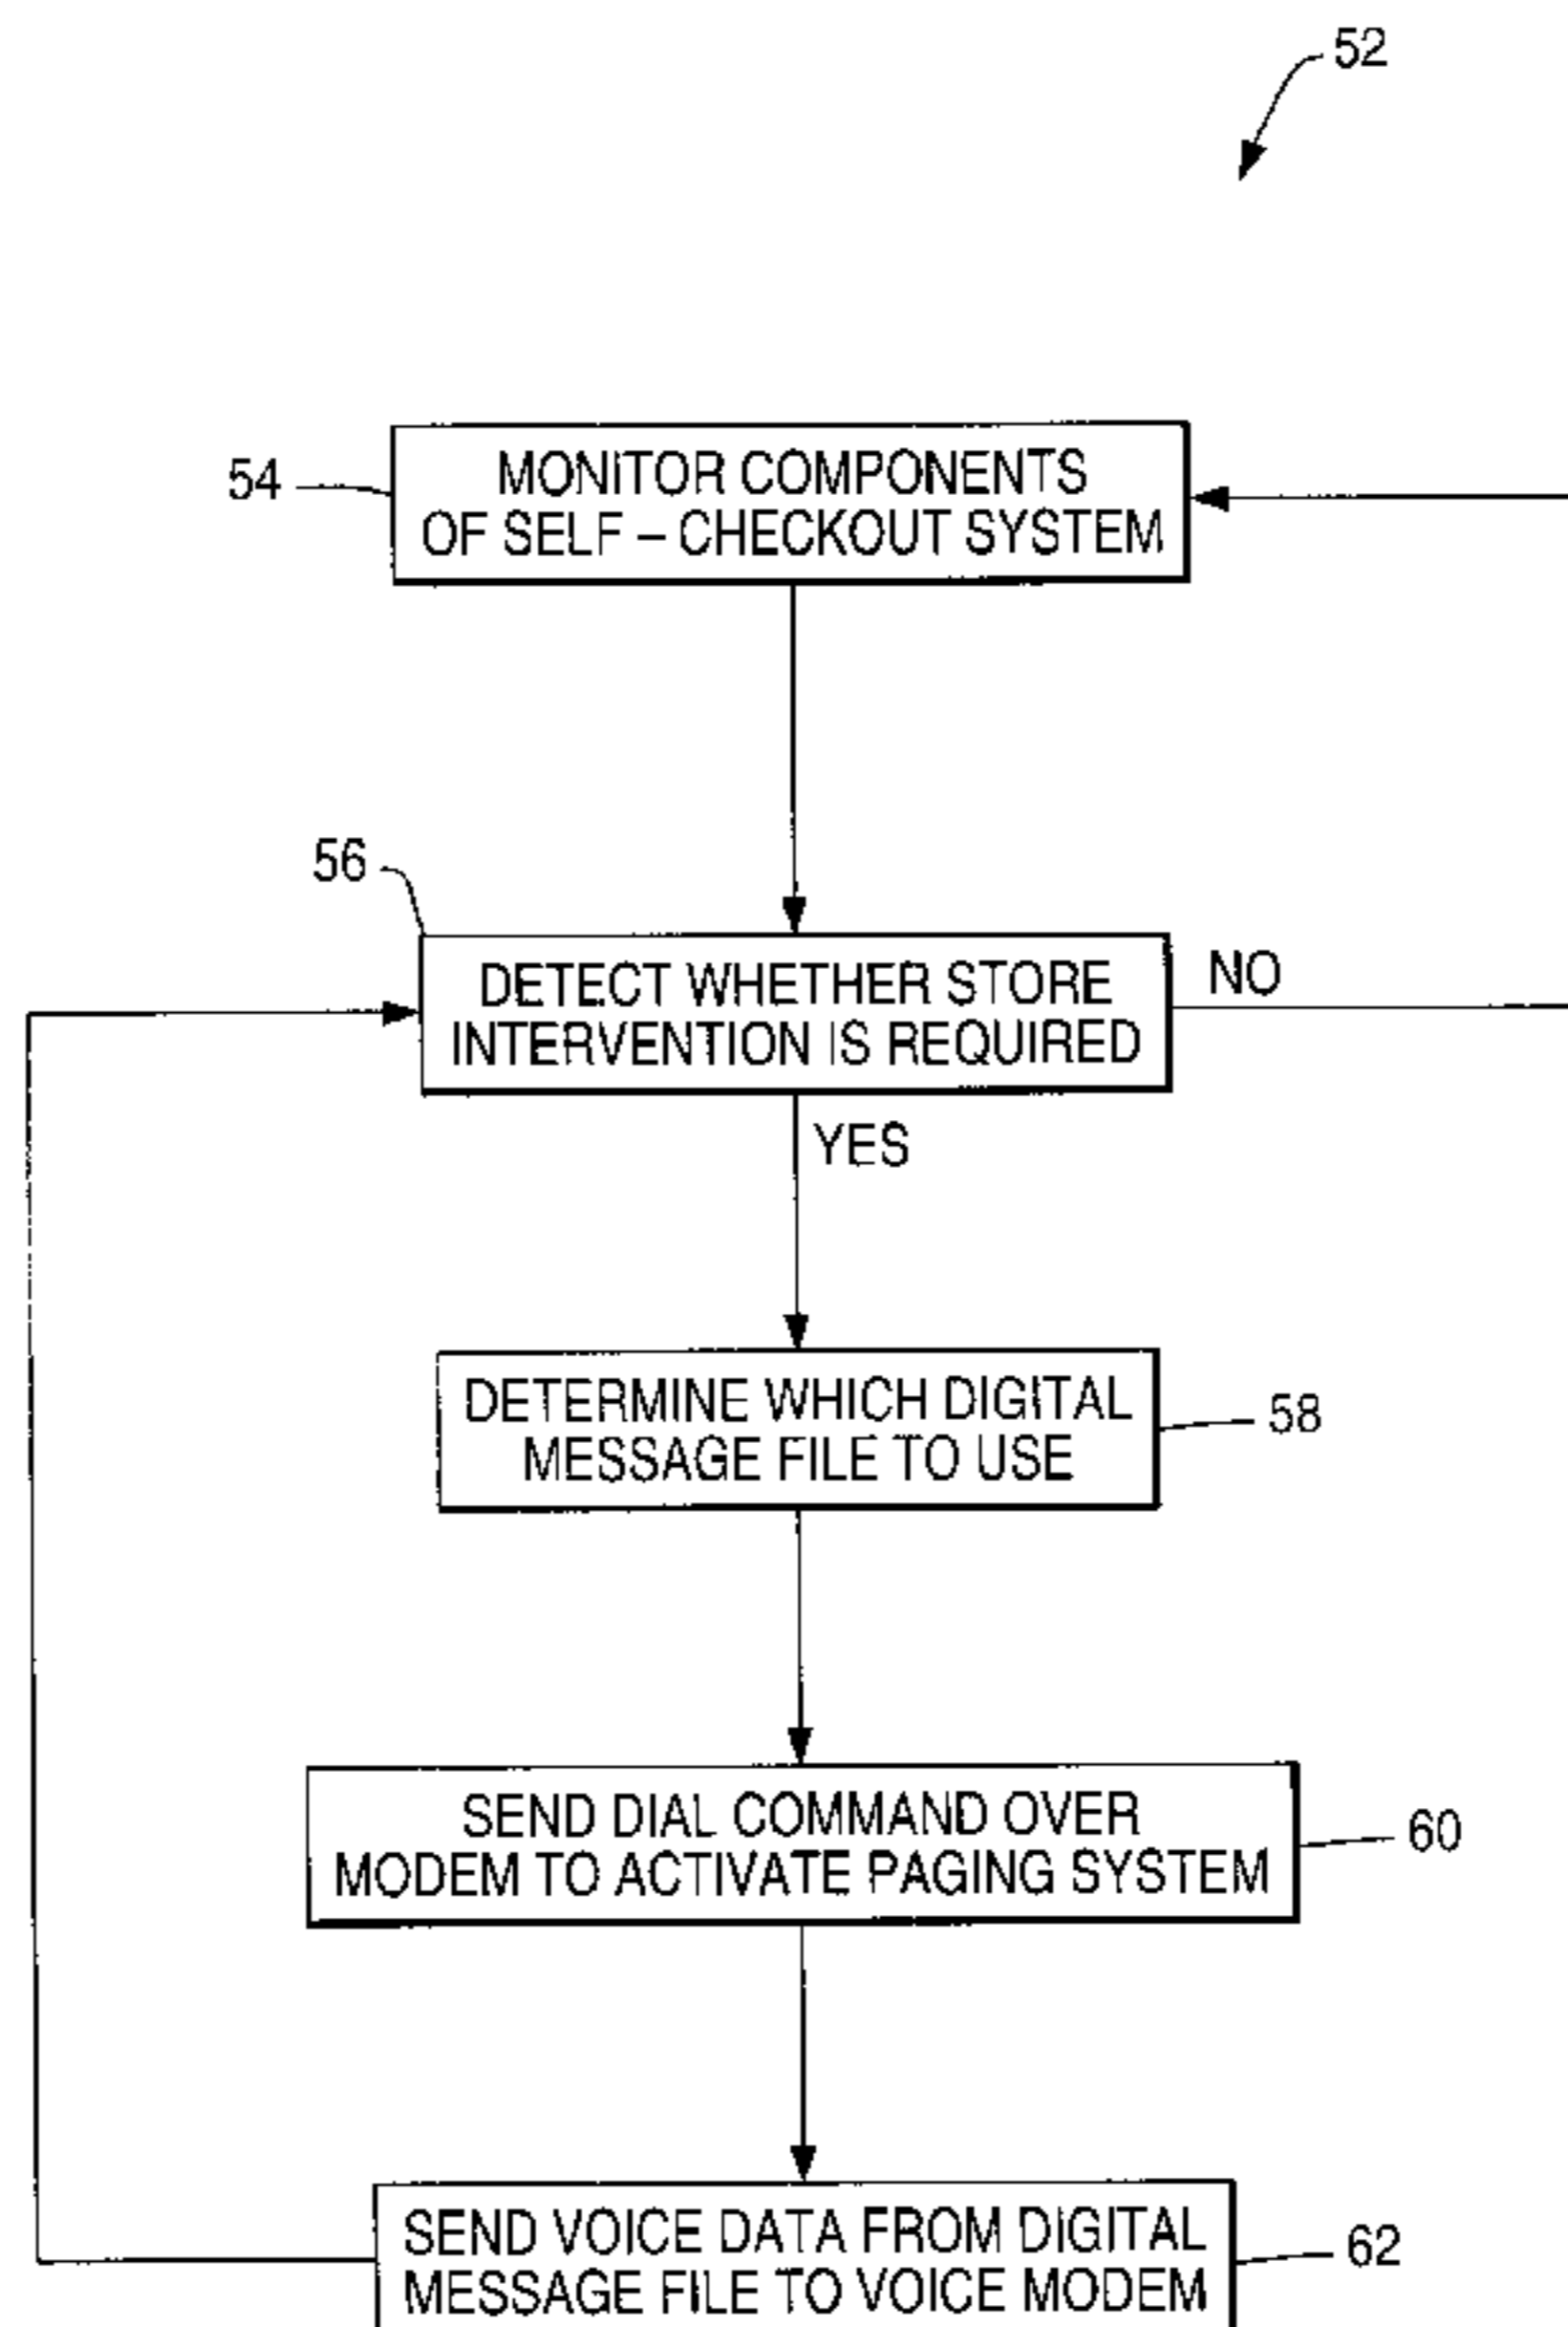 52
54
MONITOR COMPONENTS
OF SELF – CHECKOUT SYSTEM
56
DETECT WHETHER STORE
INTERVENTION IS REQUIRED
NO
YES
DETERMINE WHICH DIGITAL
MESSAGE FILE TO USE
58
SEND DIAL COMMAND OVER
MODEM TO ACTIVATE PAGING SYSTEM
60
SEND VOICE DATA FROM DIGITAL
MESSAGE FILE TO VOICE MODEM
62